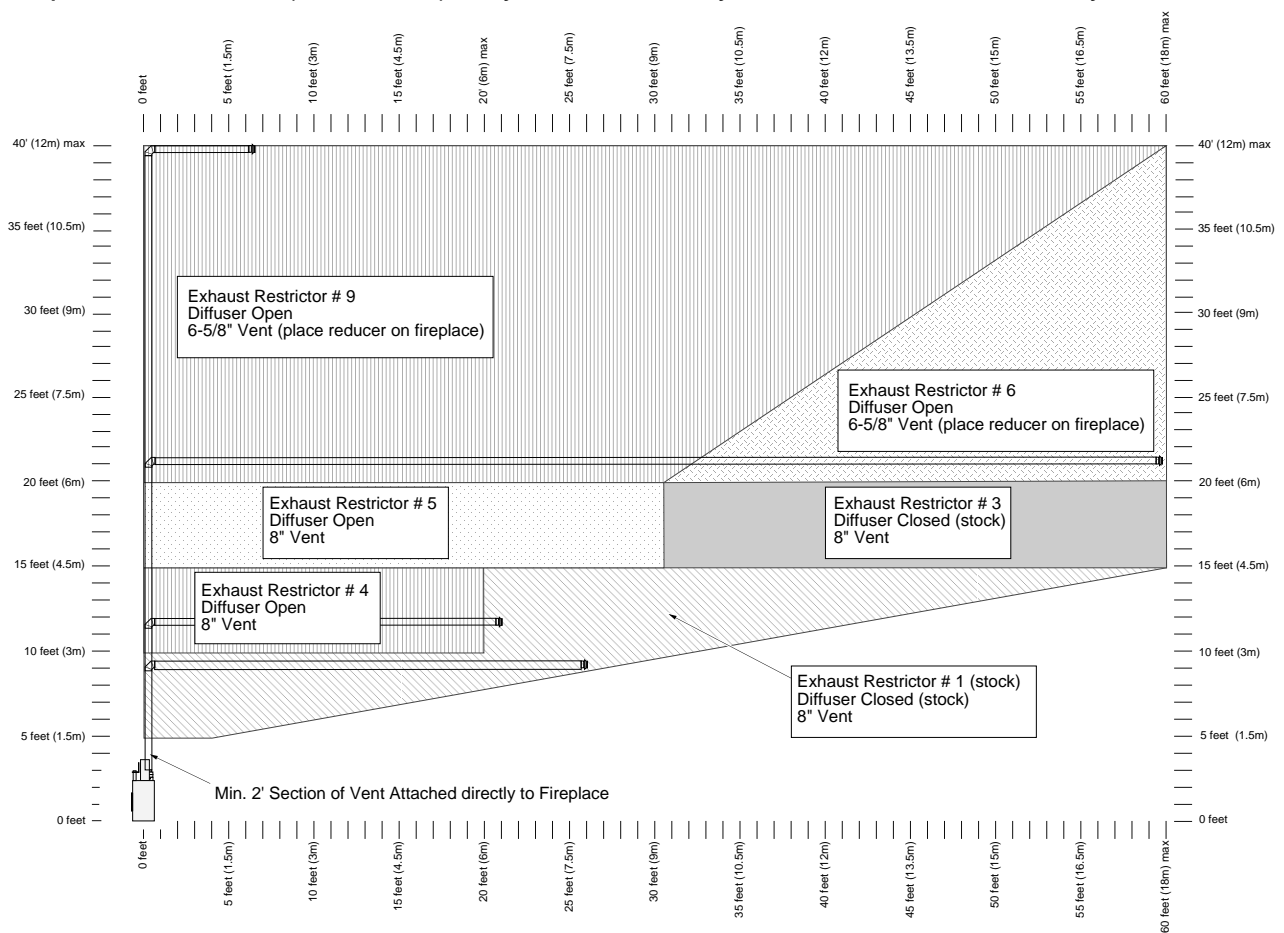 0 feet
5 feet (1.5m)
10 feet (3m)
15 feet (4.5m)
20' (6m) max
25 feet (7.5m)
30 feet (9m)
35 feet (10.5m)
40 feet (12m)
45 feet (13.5m)
50 feet (15m)
55 feet (16.5m)
60 feet (18m) max
40' (12m) max
35 feet (10.5m)
30 feet (9m)
25 feet (7.5m)
20 feet (6m)
15 feet (4.5m)
10 feet (3m)
5 feet (1.5m)
0 feet
Exhaust Restrictor # 9
Diffuser Open
6-5/8" Vent (place reducer on fireplace)
Exhaust Restrictor # 6
Diffuser Open
6-5/8" Vent (place reducer on fireplace)
Exhaust Restrictor # 5
Diffuser Open
8" Vent
Exhaust Restrictor # 3
Diffuser Closed (stock)
8" Vent
Exhaust Restrictor # 4
Diffuser Open
8" Vent
Exhaust Restrictor # 1 (stock)
Diffuser Closed (stock)
8" Vent
Min. 2' Section of Vent Attached directly to Fireplace
40' (12m) max
35 feet (10.5m)
30 feet (9m)
25 feet (7.5m)
20 feet (6m)
15 feet (4.5m)
10 feet (3m)
5 feet (1.5m)
0 feet
0 feet
5 feet (1.5m)
10 feet (3m)
15 feet (4.5m)
20 feet (6m)
25 feet (7.5m)
30 feet (9m)
35 feet (10.5m)
40 feet (12m)
45 feet (13.5m)
50 feet (15m)
55 feet (16.5m)
60 feet (18m) max